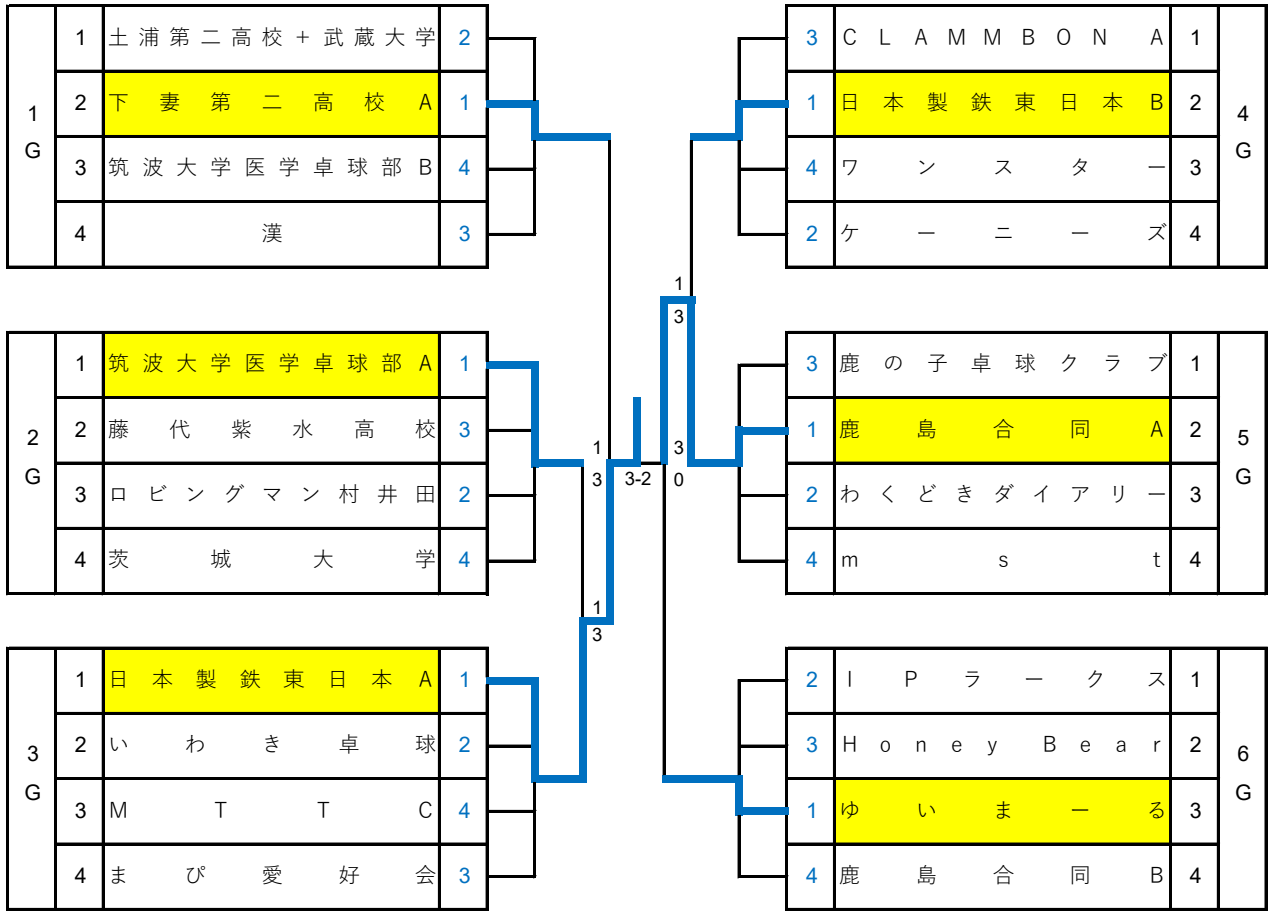 1 土浦第二高校+武蔵大学 2
2 下妻第二高校A 1
3 筑波大学医学卓球部B 4
4 漢 3
1
G
3 CLAMMBON A 1
1 日本製鉄東日本B 2
4 ワンスター 3
2 ケーニーズ 4
4
G
1 筑波大学医学卓球部A 1
2 藤代紫水高校 3
3 ロビングマン村井田 2
4 茨城大学 4
2
G
1
3
1
3
3-2
3
0
3 鹿の子卓球クラブ 1
1 鹿島合同A 2
2 わくどきダイアリー 3
4 mst 4
5
G
1
3
1 日本製鉄東日本A 1
2 いわき卓球 2
3 MTTC 4
4 まぴ愛好会 3
3
G
2 IPラークス 1
3 Honey Bear 2
1 ゆいまーる 3
4 鹿島合同B 4
6
G